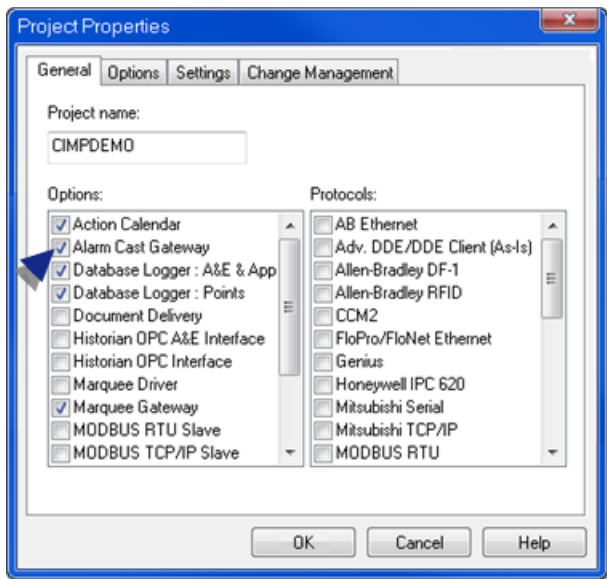 Project Properties
General Options Settings Change Management
Project name:
CIMPDEMO
Options:
Action Calendar
Alarm Cast Gateway
Database Logger : A&E & App
Database Logger : Points
Document Delivery
Historian OPC A&E Interface
Historian OPC Interface
Marquee Driver
Marquee Gateway
MODBUS RTU Slave
MODBUS TCP/IP Slave
Protocols:
AB Ethernet
Adv. DDE/DDE Client (As-Is)
Allen-Bradley DF-1
Allen-Bradley RFID
CCM2
FloPro/FloNet Ethernet
Genius
Honeywell IPC 620
Mitsubishi Serial
Mitsubishi TCP/IP
MODBUS RTU
OK Cancel Help